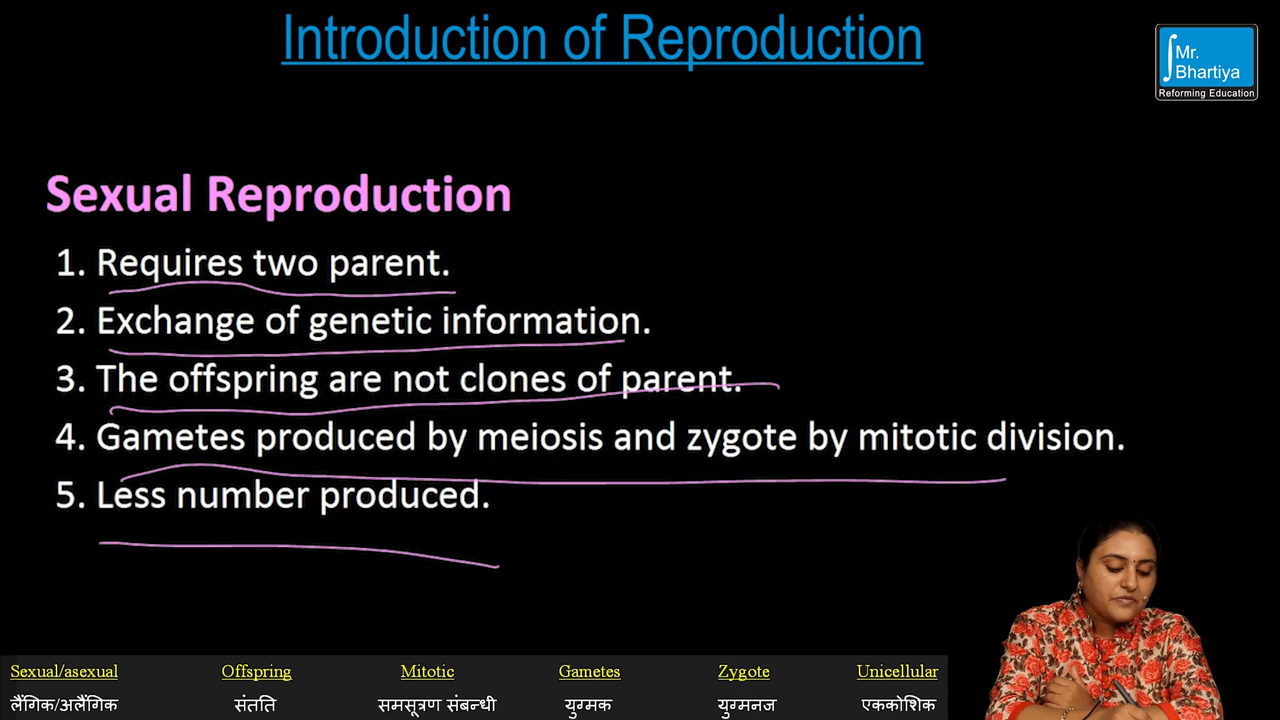 Introduction of Reproduction
Mr.
Bhartiya
Reforming Education
Sexual Reproduction
1. Requires two parent.
2. Exchange of genetic information.
3. The offspring are not clones of parent.
4. Gametes produced by meiosis and zygote by mitotic division.
5. Less number produced.
Sexual/asexual Offspring Mitotic Gametes Zygote Unicellular
लैंगिक/अलैंगिक संतति समसूत्रण संबन्धी युग्मक युग्मनज एककोशिक